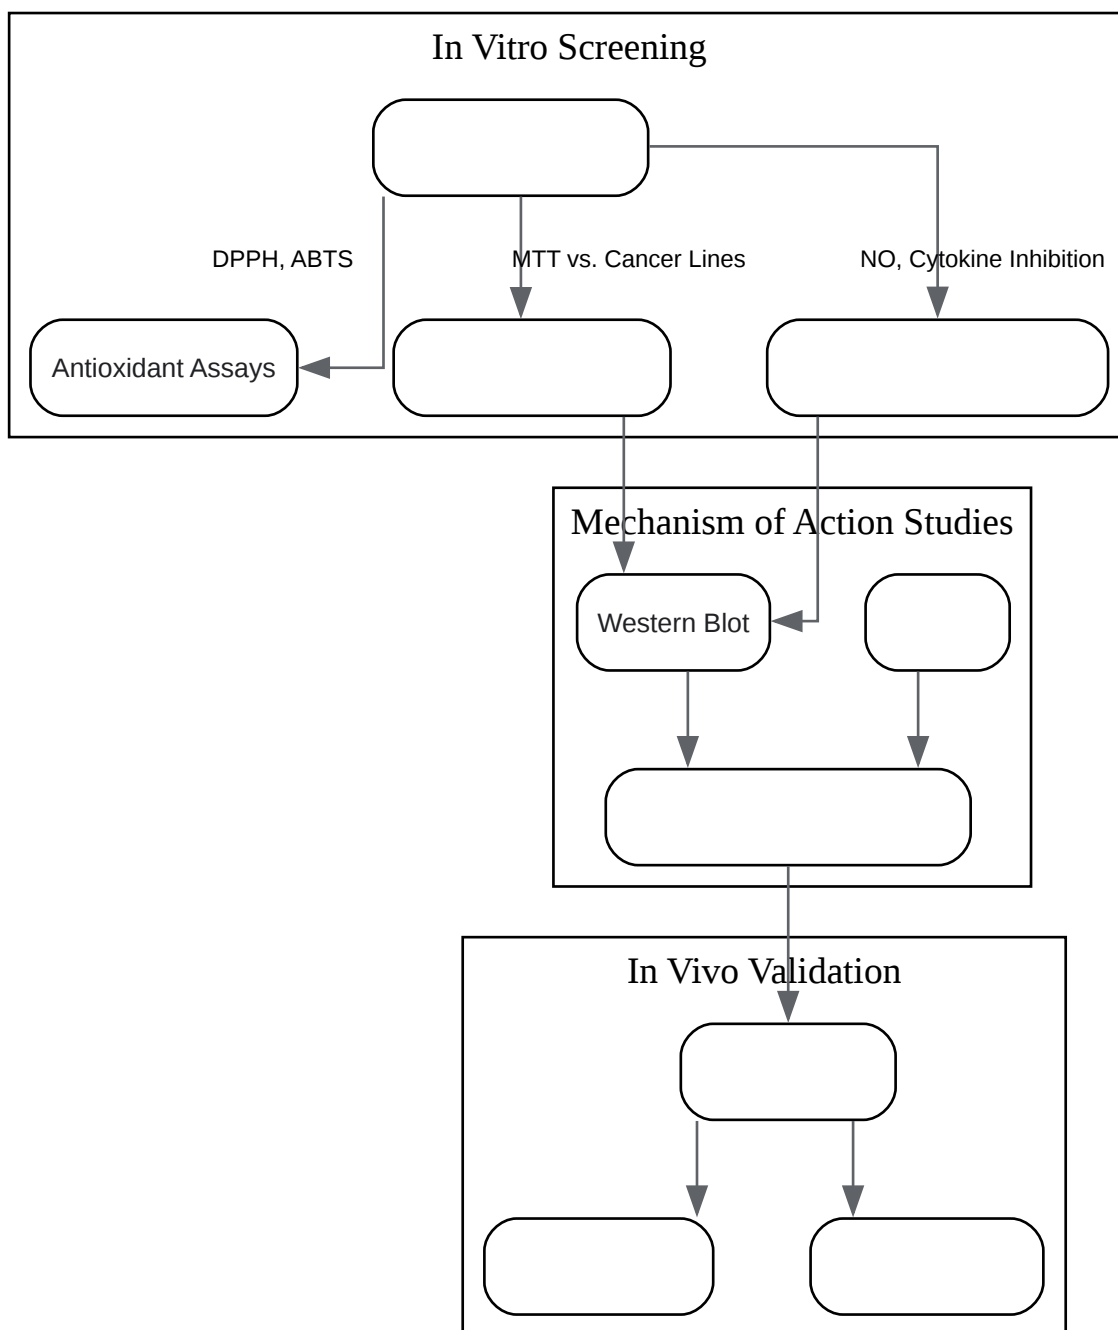 In Vitro Screening
DPPH, ABTS
MTT vs. Cancer Lines
NO, Cytokine Inhibition
Antioxidant Assays
Mechanism of Action Studies
Western Blot
In Vivo Validation